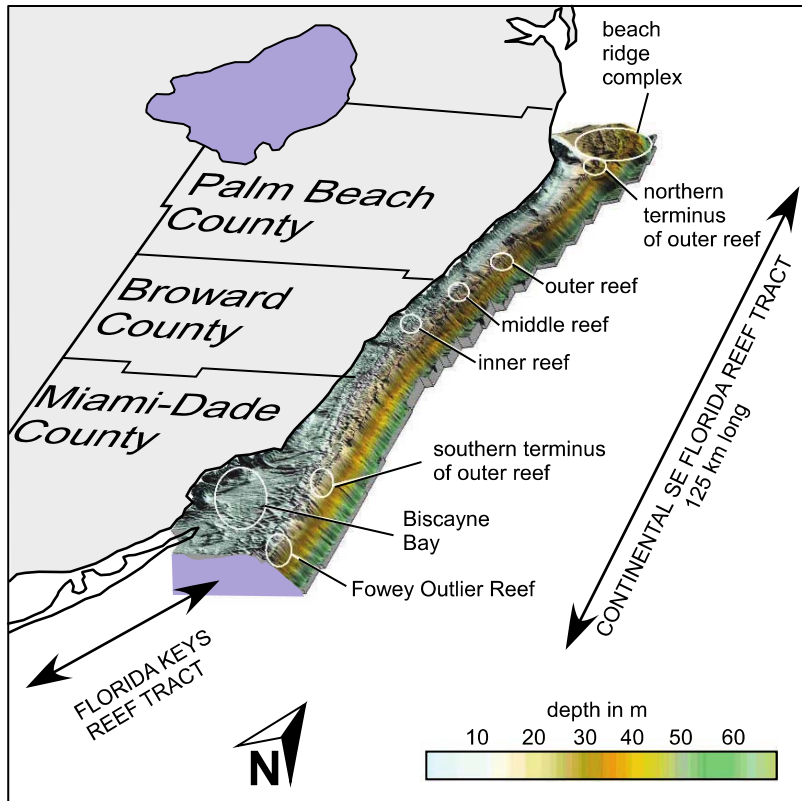 beach
ridge
complex
Palm Beach
County
northern
terminus
of outer reef
outer reef
Broward
County
middle reef
inner reef
Miami-Dade
County
southern terminus
of outer reef
Biscayne
Bay
Fowey Outlier Reef
CONTINENTAL SE FLORIDA REEF TRACT
125 km long
FLORIDA KEYS
REEF TRACT
N
depth in m
10 20 30 40 50 60